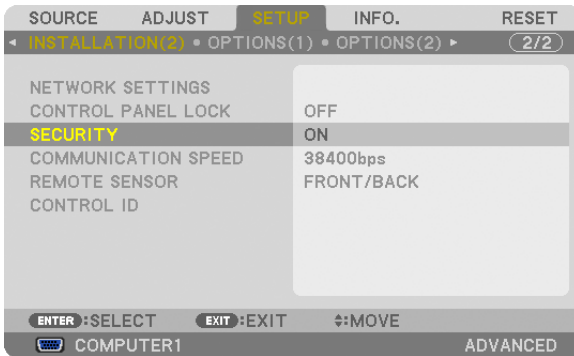 SOURCE ADJUST SETUP INFO. RESET
◂ INSTALLATION(2) • OPTIONS(1) • OPTIONS(2) ▸ 2/2
NETWORK SETTINGS
CONTROL PANEL LOCK OFF
SECURITY ON
COMMUNICATION SPEED 38400bps
REMOTE SENSOR FRONT/BACK
CONTROL ID
ENTER :SELECT EXIT :EXIT ⬍:MOVE
COMPUTER1 ADVANCED